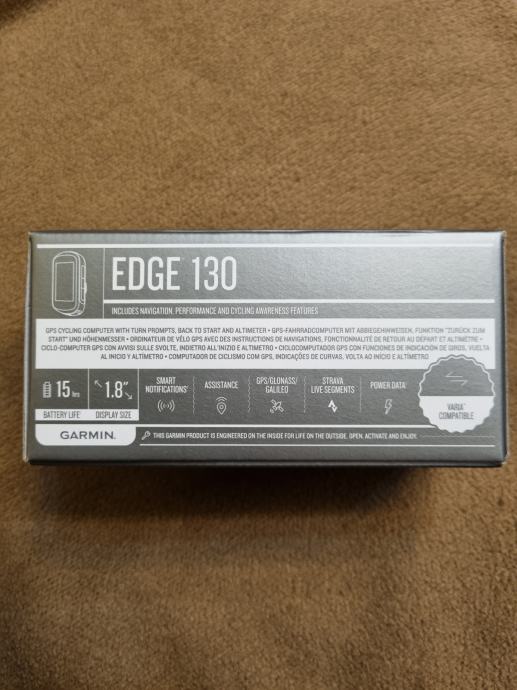 EDGE 130
INCLUDES NAVIGATION, PERFORMANCE AND CYCLING AWARENESS FEATURES
GPS CYCLING COMPUTER WITH TURN PROMPTS, BACK TO START AND ALTIMETER • GPS-FAHRRADCOMPUTER MIT ABBIEGEHINWEISEN, FUNKTION "ZURÜCK ZUM
START" UND HÖHENMESSER • ORDINATEUR DE VÉLO GPS AVEC DES INSTRUCTIONS DE NAVIGATIONS, FONCTIONNALITÉ DE RETOUR AU DÉPART ET ALTIMÈTRE •
CICLO-COMPUTER GPS CON AVVISI SULLE SVOLTE, INDIETRO ALL'INIZIO E ALTIMETRO • CICLOCOMPUTADOR GPS CON FUNCIONES DE INDICACIÓN DE GIROS, VUELTA
AL INICIO Y ALTÍMETRO • COMPUTADOR DE CICLISMO COM GPS, INDICAÇÕES DE CURVAS, VOLTA AO INÍCIO E ALTÍMETRO
15 hrs
BATTERY LIFE
1.8"
DISPLAY SIZE
SMART
NOTIFICATIONS
ASSISTANCE
GPS/GLONASS/
GALILEO
STRAVA
LIVE SEGMENTS
POWER DATA
VARIA™
COMPATIBLE
GARMIN.
THIS GARMIN PRODUCT IS ENGINEERED ON THE INSIDE FOR LIFE ON THE OUTSIDE. OPEN, ACTIVATE AND ENJOY.